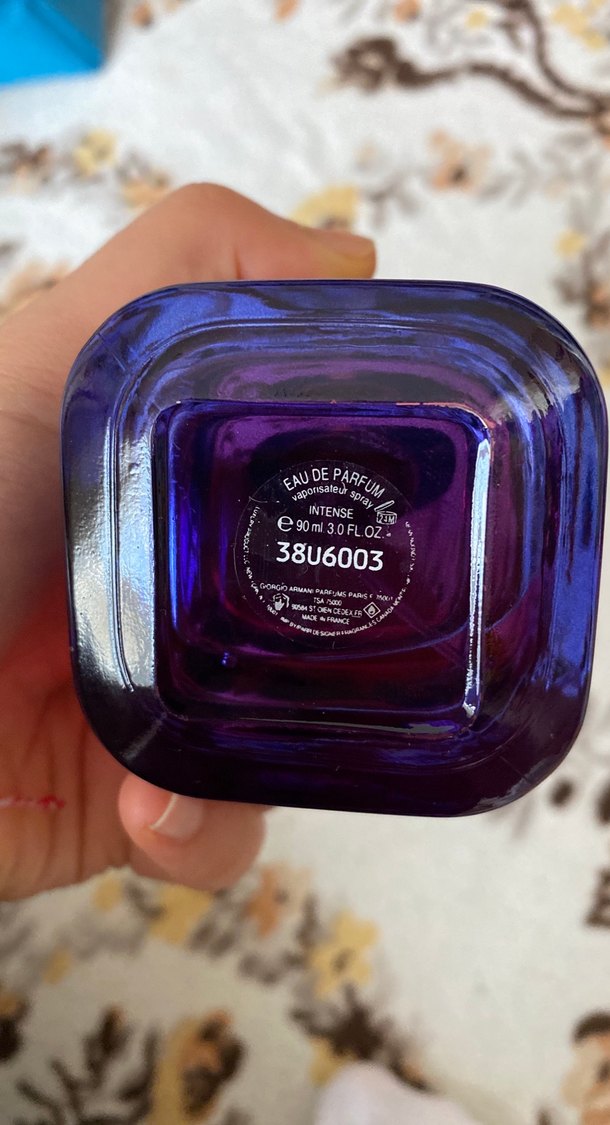 EAU DE PARFUM
vaporisateur spray
24M
INTENSE
e 90 ml 3.0 FL.OZ.
38U6003
GIORGIO ARMANI PARFUMS PARIS
TSA 75000
93584 ST OUEN CEDEX FR
MADE IN FRANCE